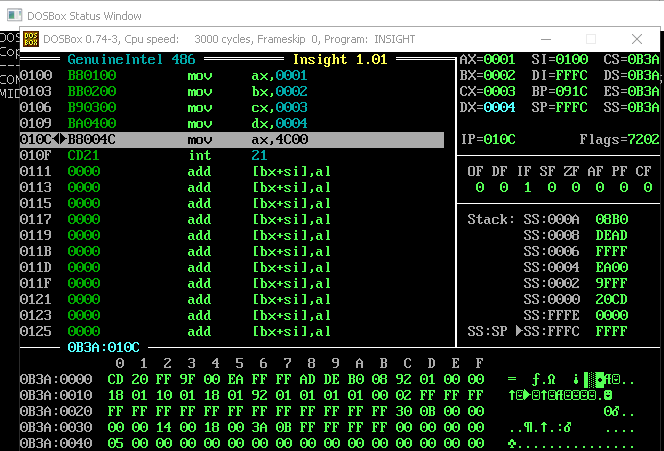 DOSBox Status Window
DOSBox 0.74-3, Cpu speed: 3000 cycles, Frameskip 0, Program: INSIGHT
GenuineIntel 486 Insight 1.01
0100 B80100 mov ax,0001
0103 BB0200 mov bx,0002
0106 B90300 mov cx,0003
0109 BA0400 mov dx,0004
010C B8004C mov ax,4C00
010F CD21 int 21
0111 0000 add [bx+si],al
0113 0000 add [bx+si],al
0115 0000 add [bx+si],al
0117 0000 add [bx+si],al
0119 0000 add [bx+si],al
011B 0000 add [bx+si],al
011D 0000 add [bx+si],al
011F 0000 add [bx+si],al
0121 0000 add [bx+si],al
0123 0000 add [bx+si],al
0125 0000 add [bx+si],al
0B3A:010C
AX=0001 SI=0100 CS=0B3A
BX=0002 DI=FFFC DS=0B3A
CX=0003 BP=091C ES=0B3A
DX=0004 SP=FFFC SS=0B3A
IP=010C Flags=7202
OF DF IF SF ZF AF PF CF
0 0 1 0 0 0 0 0
Stack: SS:000A 08B0
SS:0008 DEAD
SS:0006 FFFF
SS:0004 EA00
SS:0002 9FFF
SS:0000 20CD
SS:FFFE 0000
SS:SP SS:FFFC FFFF
0 1 2 3 4 5 6 7 8 9 A B C D E F
0B3A:0000 CD 20 FF 9F 00 EA FF FF AD DE B0 08 92 01 00 00
0B3A:0010 18 01 10 01 18 01 92 01 01 01 01 00 02 FF FF FF
0B3A:0020 FF FF FF FF FF FF FF FF FF FF FF FF 30 0B 00 00
0B3A:0030 00 00 14 00 18 00 3A 0B FF FF FF FF 00 00 00 00
0B3A:0040 05 00 00 00 00 00 00 00 00 00 00 00 00 00 00 00